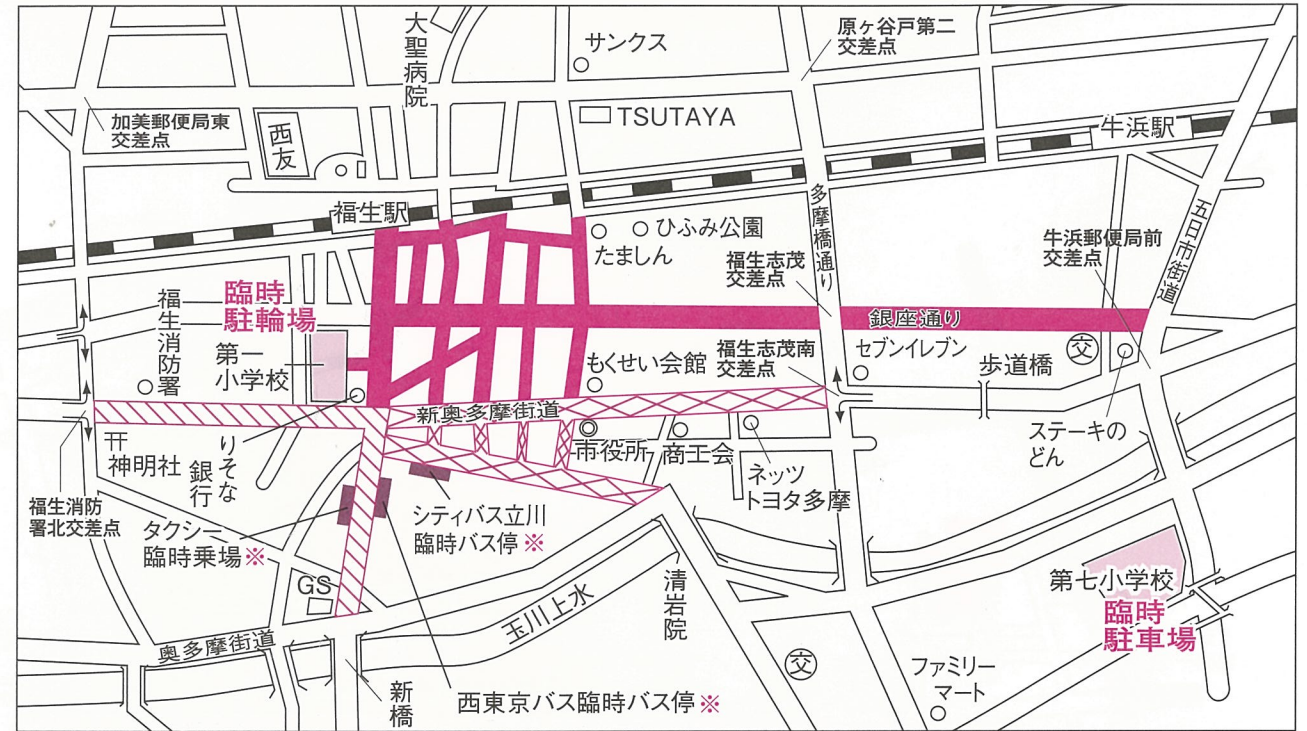 大聖病院
サンクス
原ヶ谷戸第二
交差点
加美郵便局東
交差点
西友
TSUTAYA
牛浜駅
福生駅
ひふみ公園
たましん
多摩橋通り
福生志茂
交差点
牛浜郵便局前
交差点
五日市街道
臨時
駐輪場
福生消防署
銀座通り
第一
小学校
もくせい会館
福生志茂南
交差点
セブンイレブン
歩道橋
交
新奥多摩街道
神明社
りそな
銀行
市役所
商工会
ネッツ
トヨタ多摩
ステーキの
どん
福生消防
署北交差点
タクシー
臨時乗場※
シティバス立川
臨時バス停※
GS
清岩院
第七小学校
臨時
駐車場
玉川上水
奥多摩街道
新橋
西東京バス臨時バス停※
交
ファミリー
マート